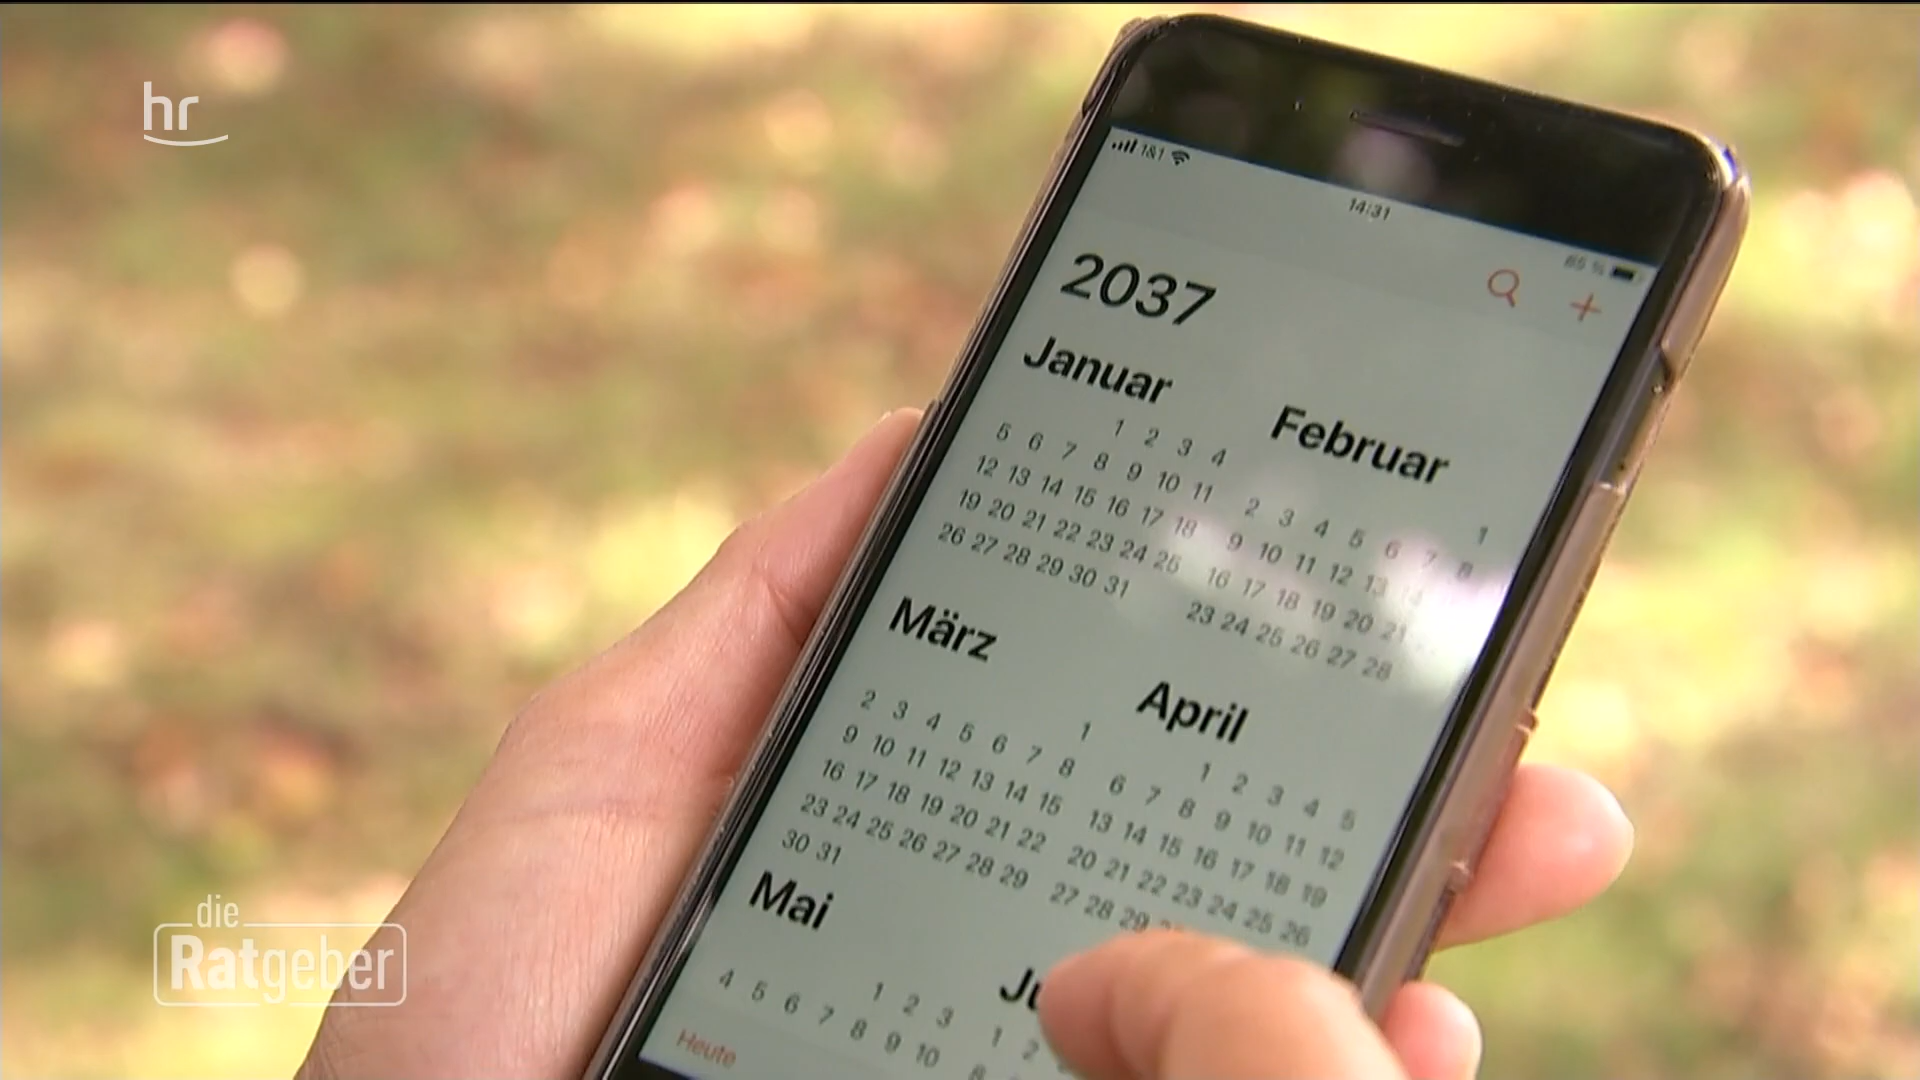 hr
1&1
14:31
85 %
2037
Januar
1 2 3 4
5 6 7 8 9 10 11
12 13 14 15 16 17 18
19 20 21 22 23 24 25
26 27 28 29 30 31
Februar
1
2 3 4 5 6 7 8
9 10 11 12 13 14
16 17 18 19 20 21
23 24 25 26 27 28
März
1
2 3 4 5 6 7 8
9 10 11 12 13 14 15
16 17 18 19 20 21 22
23 24 25 26 27 28 29
30 31
April
1 2 3 4 5
6 7 8 9 10 11 12
13 14 15 16 17 18 19
20 21 22 23 24 25 26
27 28 29
Mai
1 2 3
4 5 6 7 8 9 10
Ju
1 2
8
Heute
die
Ratgeber